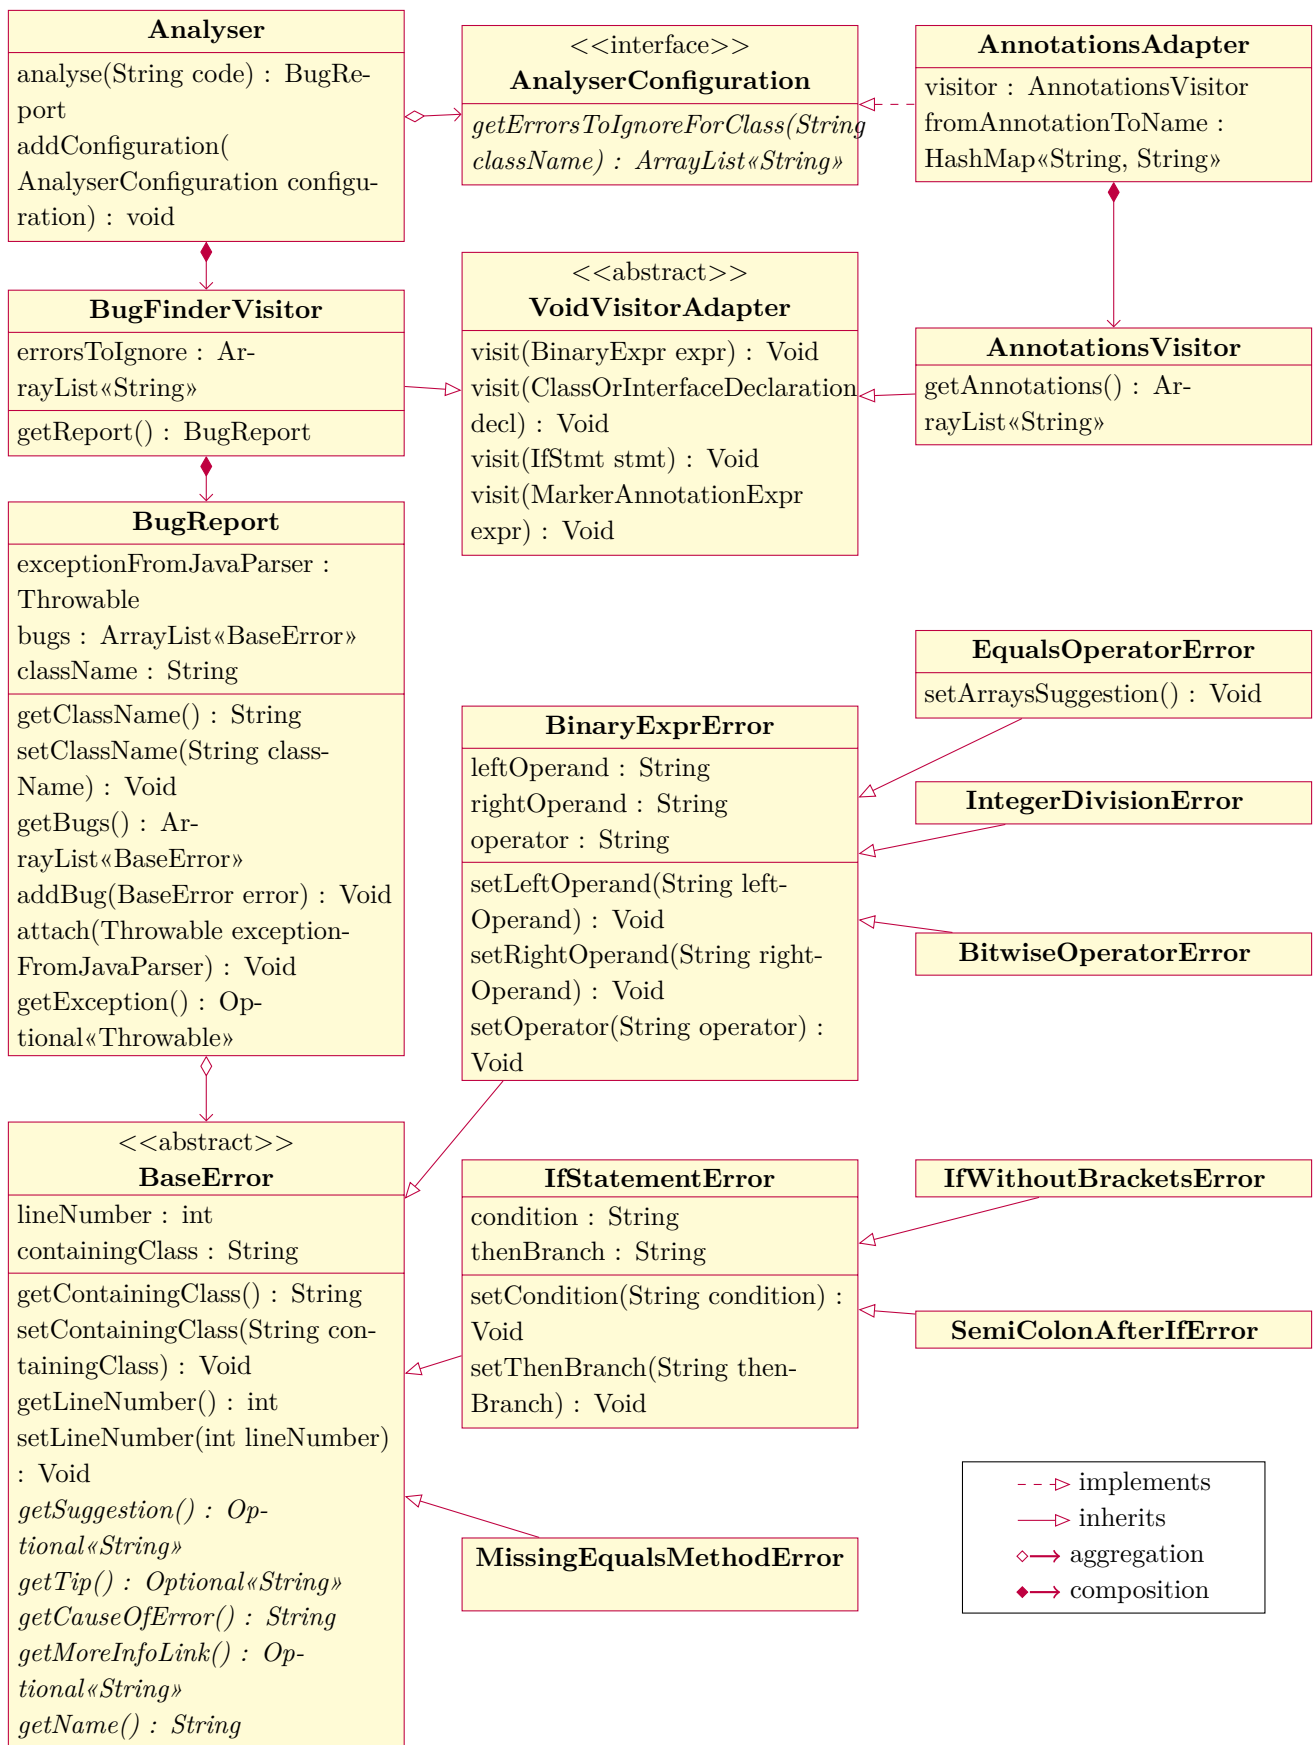 Analyser
analyse(String code) : BugRe-
port
addConfiguration(
AnalyserConfiguration configu-
ration) : void
<<interface>>
AnalyserConfiguration
getErrorsToIgnoreForClass(String
className) : ArrayList«String»
AnnotationsAdapter
visitor : AnnotationsVisitor
fromAnnotationToName :
HashMap«String, String»
BugFinderVisitor
errorsToIgnore : Ar-
rayList«String»
getReport() : BugReport
<<abstract>>
VoidVisitorAdapter
visit(BinaryExpr expr) : Void
visit(ClassOrInterfaceDeclaration
decl) : Void
visit(IfStmt stmt) : Void
visit(MarkerAnnotationExpr
expr) : Void
AnnotationsVisitor
getAnnotations() : Ar-
rayList«String»
BugReport
exceptionFromJavaParser :
Throwable
bugs : ArrayList«BaseError»
className : String
getClassName() : String
setClassName(String class-
Name) : Void
getBugs() : Ar-
rayList«BaseError»
addBug(BaseError error) : Void
attach(Throwable exception-
FromJavaParser) : Void
getException() : Op-
tional«Throwable»
BinaryExprError
leftOperand : String
rightOperand : String
operator : String
setLeftOperand(String left-
Operand) : Void
setRightOperand(String right-
Operand) : Void
setOperator(String operator) :
Void
EqualsOperatorError
setArraysSuggestion() : Void
IntegerDivisionError
BitwiseOperatorError
<<abstract>>
BaseError
lineNumber : int
containingClass : String
getContainingClass() : String
setContainingClass(String con-
tainingClass) : Void
getLineNumber() : int
setLineNumber(int lineNumber)
: Void
getSuggestion() : Op-
tional«String»
getTip() : Optional«String»
getCauseOfError() : String
getMoreInfoLink() : Op-
tional«String»
getName() : String
IfStatementError
condition : String
thenBranch : String
setCondition(String condition) :
Void
setThenBranch(String then-
Branch) : Void
IfWithoutBracketsError
SemiColonAfterIfError
MissingEqualsMethodError
implements
inherits
aggregation
composition